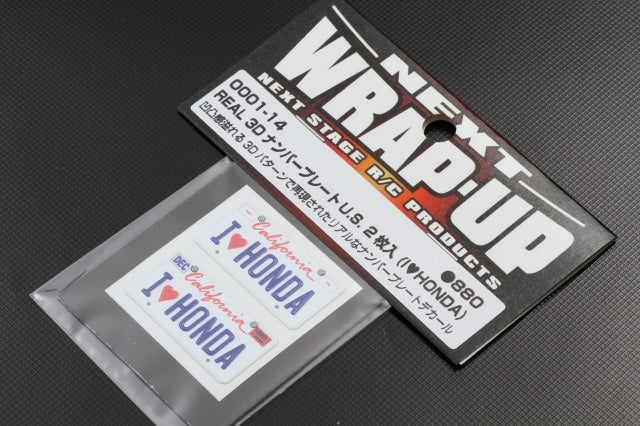 NEXT
WRAP-UP
NEXT STAGE R/C PRODUCTS
0001-14 ●880
REAL 3Dナンバープレート U.S. 2枚入 (I♥HONDA)
凹凸感溢れる3Dパターンで再現されたリアルなナンバープレートデカール
California
I♥HONDA
DEC California
I♥HONDA